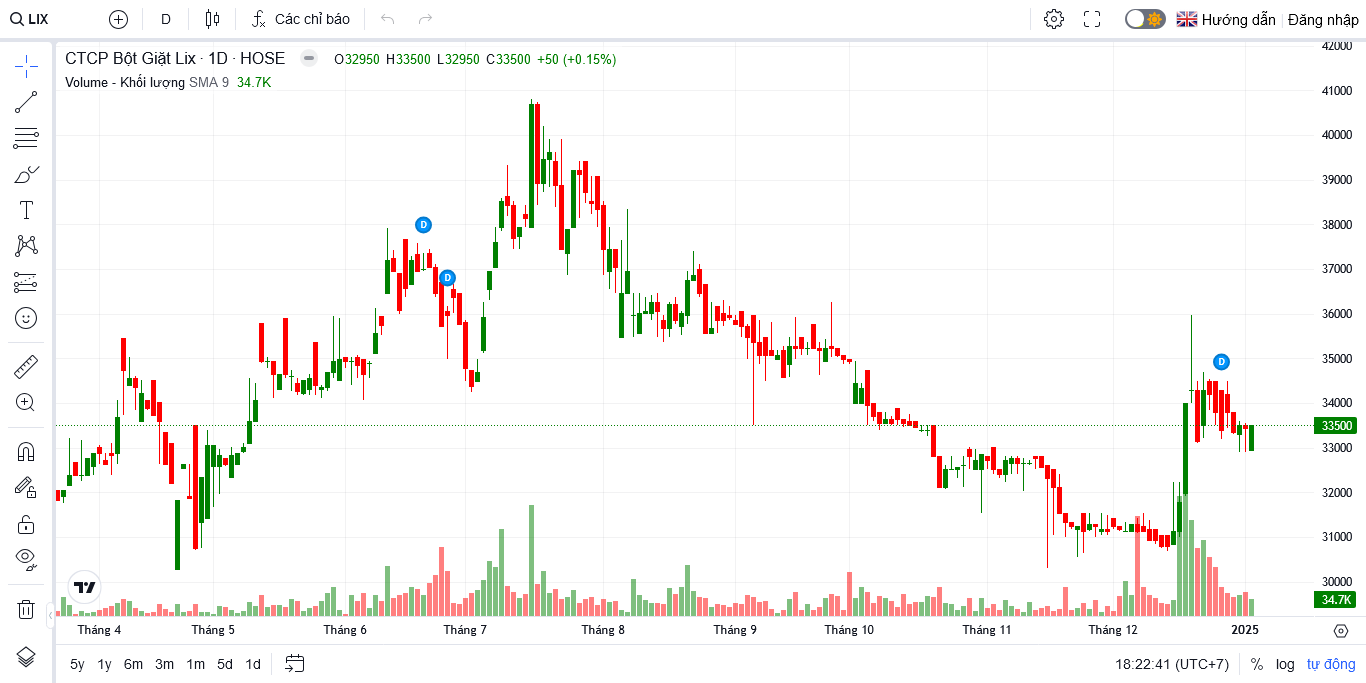 LIX D Các chỉ báo Hướng dẫn Đăng nhập
CTCP Bột Giặt Lix · 1D · HOSE O32950 H33500 L32950 C33500 +50 (+0.15%)
Volume - Khối lượng SMA 9 34.7K
42000
41000
40000
39000
38000
37000
36000
35000
34000
33500
33000
32000
31000
30000
34.7K
D
D
D
Tháng 4 Tháng 5 Tháng 6 Tháng 7 Tháng 8 Tháng 9 Tháng 10 Tháng 11 Tháng 12 2025
5y 1y 6m 3m 1m 5d 1d 18:22:41 (UTC+7) % log tự động